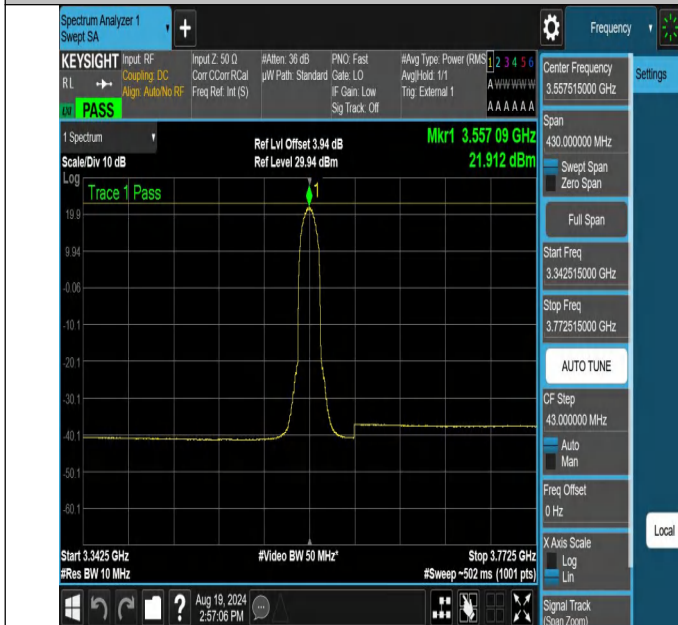 Spectrum Analyzer 1
Swept SA
+
Frequency
KEYSIGHT
RL
PASS
Input: RF
Coupling: DC
Align: Auto/No RF
Input Z: 50 Ω
Corr CCorr RCal
Freq Ref: Int (S)
#Atten: 36 dB
µW Path: Standard
PNO: Fast
Gate: LO
IF Gain: Low
Sig Track: Off
#Avg Type: Power (RMS
Avg|Hold: 1/1
Trig: External 1
1 2 3 4 5 6
A W W W W W
A A A A A A
1 Spectrum
Scale/Div 10 dB
Ref Lvl Offset 3.94 dB
Ref Level 29.94 dBm
Mkr1 3.557 09 GHz
21.912 dBm
Log
Trace 1 Pass
1
19.9
9.94
-0.06
-10.1
-20.1
-30.1
-40.1
-50.1
-60.1
Start 3.3425 GHz
#Res BW 10 MHz
#Video BW 50 MHz*
Stop 3.7725 GHz
#Sweep ~502 ms (1001 pts)
Aug 19, 2024
2:57:06 PM
?
Center Frequency
3.557515000 GHz
Span
430.000000 MHz
Swept Span
Zero Span
Full Span
Start Freq
3.342515000 GHz
Stop Freq
3.772515000 GHz
AUTO TUNE
CF Step
43.000000 MHz
Auto
Man
Freq Offset
0 Hz
X Axis Scale
Log
Lin
Signal Track
(Span Zoom)
Settings
Local